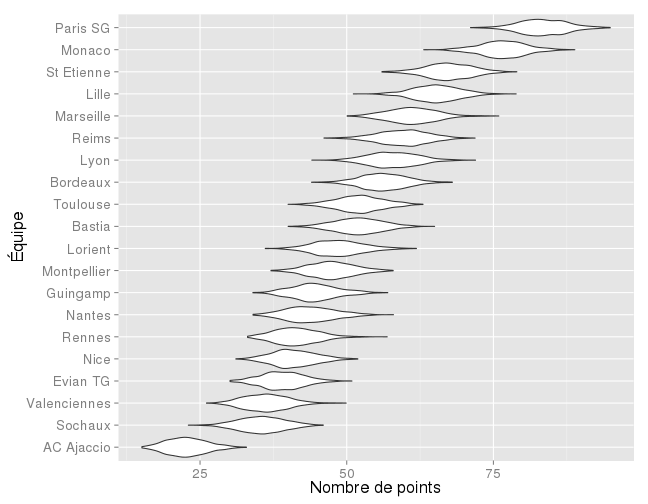 Équipe
Paris SG
Monaco
St Etienne
Lille
Marseille
Reims
Lyon
Bordeaux
Toulouse
Bastia
Lorient
Montpellier
Guingamp
Nantes
Rennes
Nice
Evian TG
Valenciennes
Sochaux
AC Ajaccio
25 50 75
Nombre de points